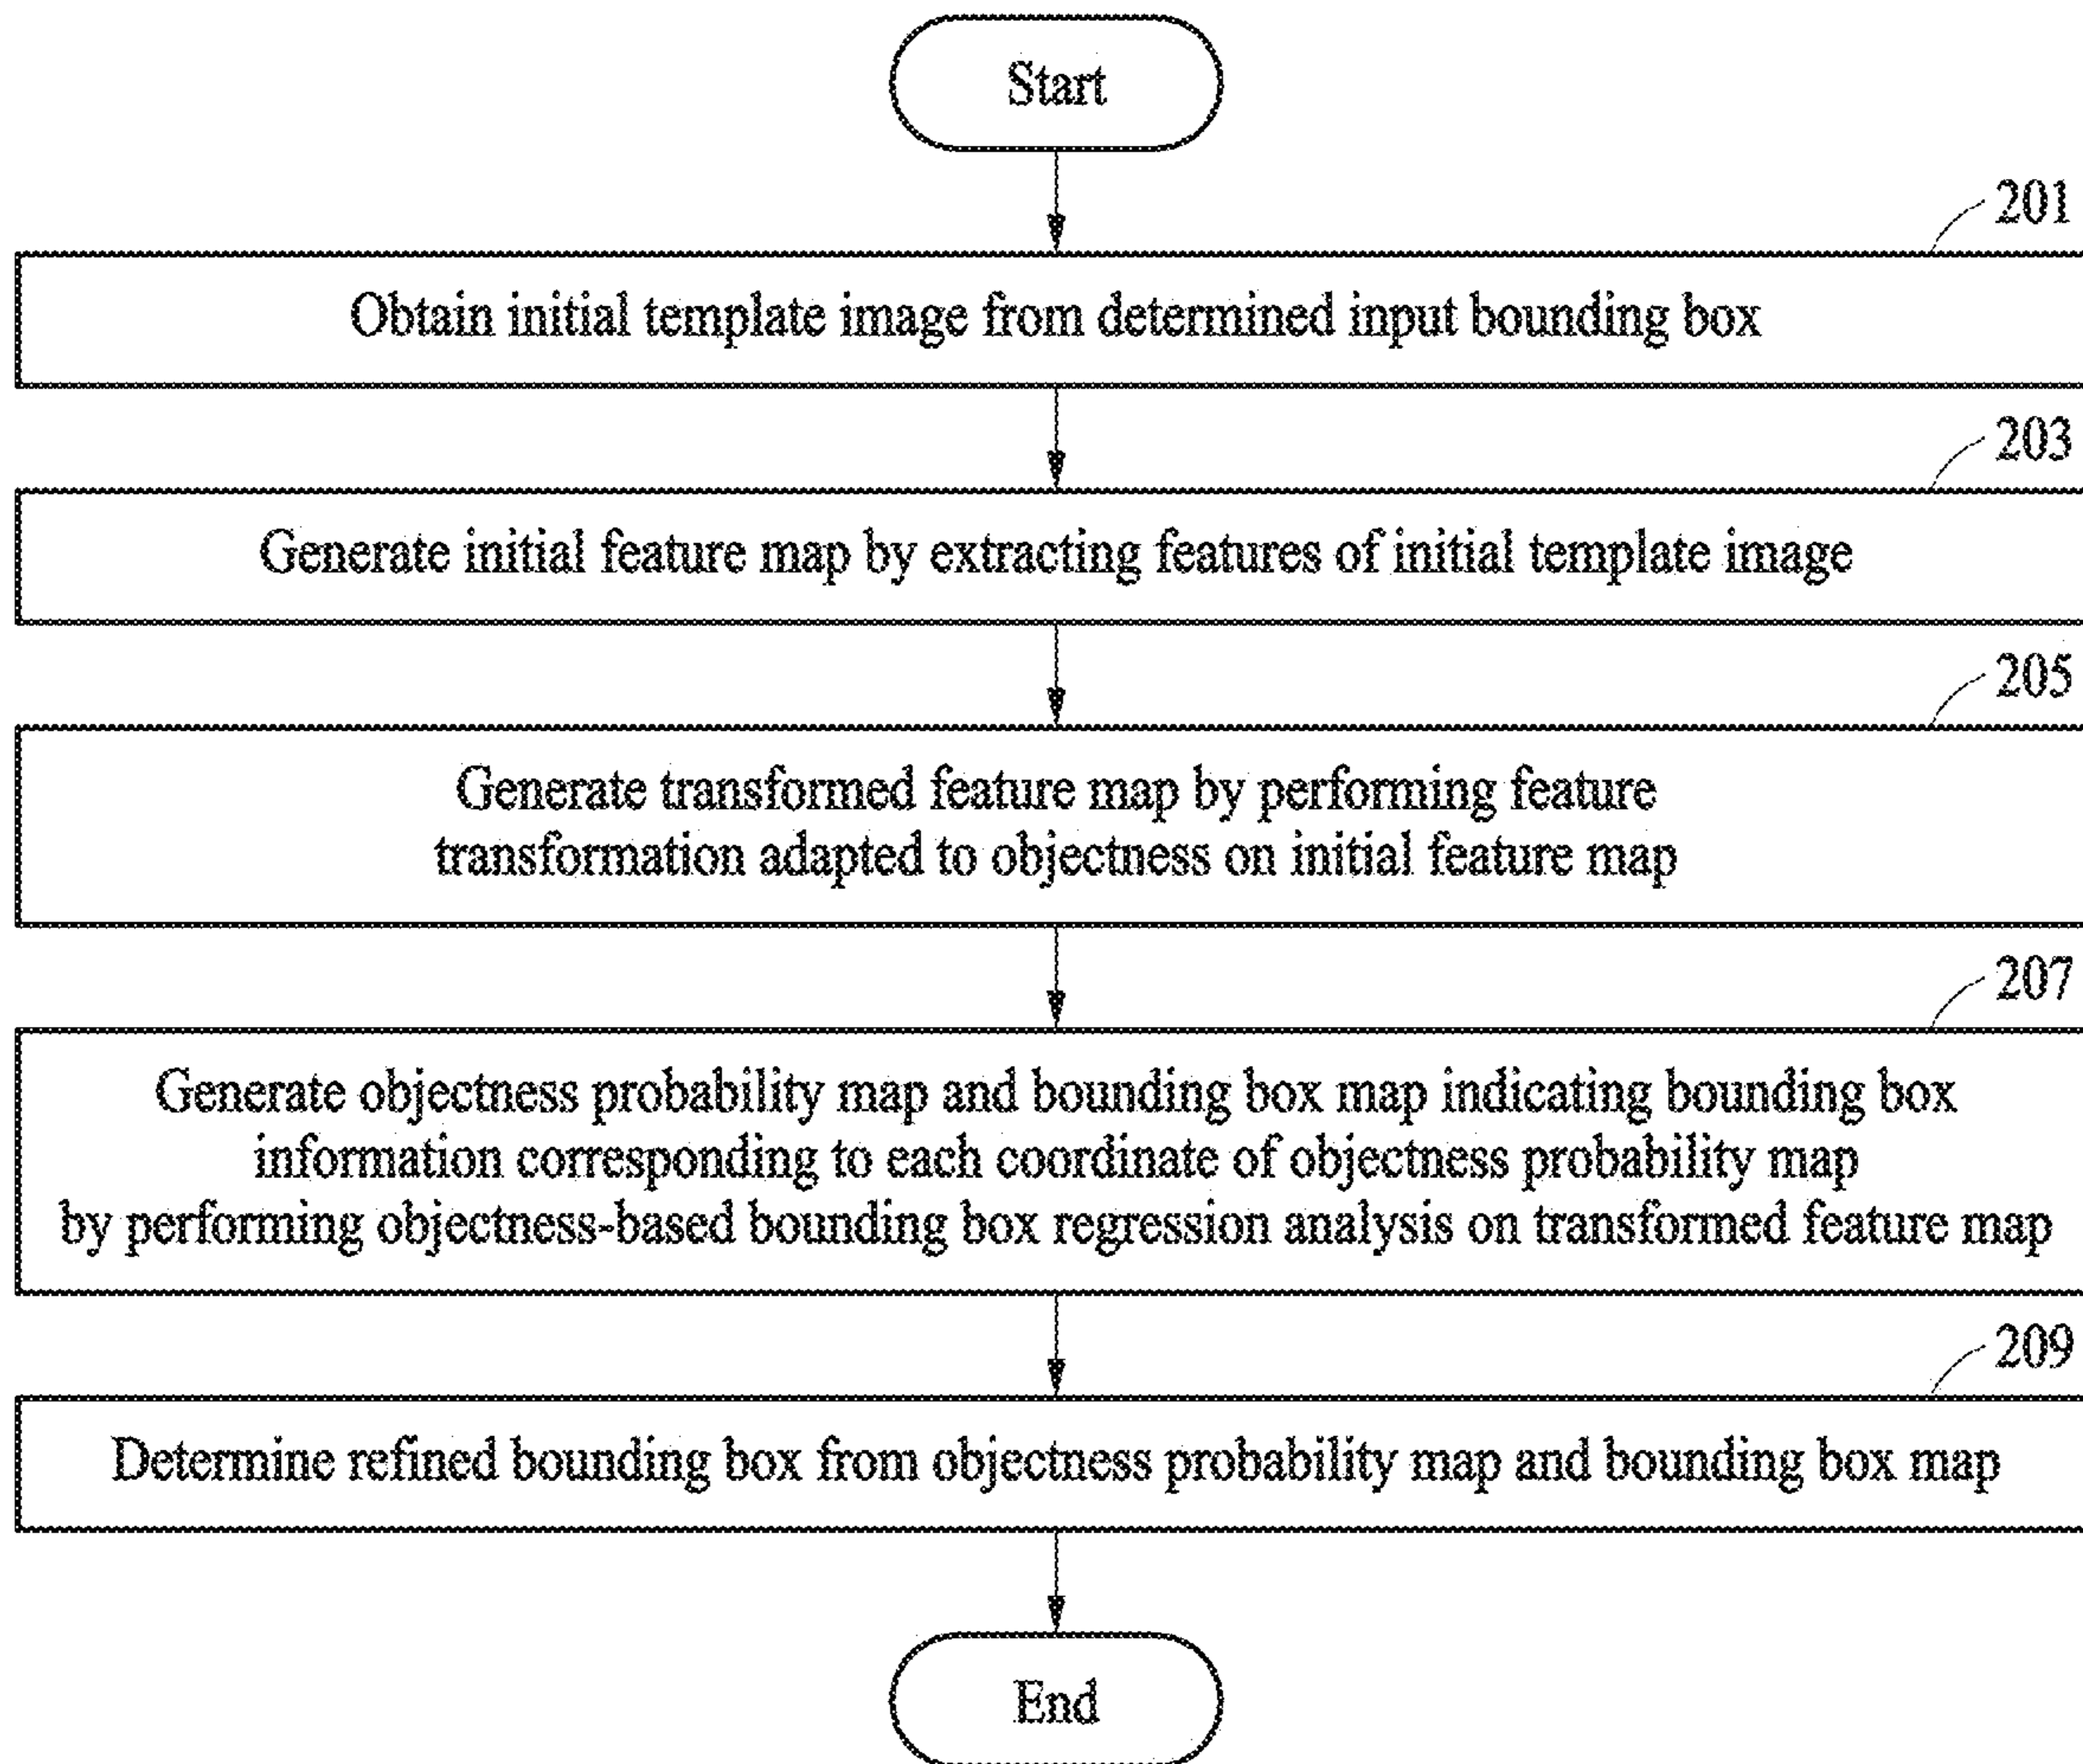 Start
201
Obtain initial template image from determined input bounding box
203
Generate initial feature map by extracting features of initial template image
205
Generate transformed feature map by performing feature
transformation adapted to objectness on initial feature map
207
Generate objectness probability map and bounding box map indicating bounding box
information corresponding to each coordinate of objectness probability map
by performing objectness-based bounding box regression analysis on transformed feature map
209
Determine refined bounding box from objectness probability map and bounding box map
End